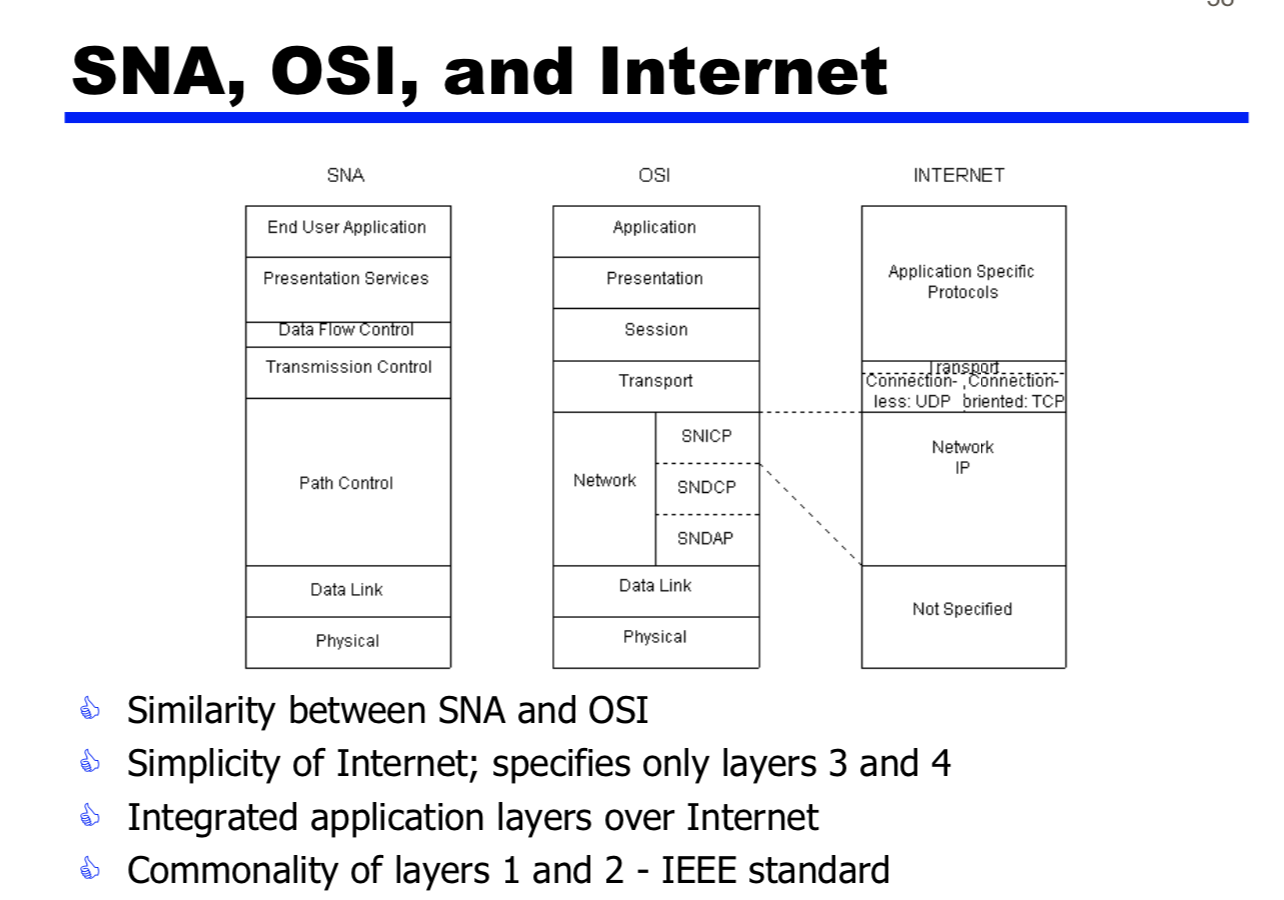 SNA, OSI, and Internet
SNA
OSI
INTERNET
End User Application
Presentation Services
Data Flow Control
Transmission Control
Path Control
Data Link
Physical
Application
Presentation
Session
Transport
Network
SNICP
SNDCP
SNDAP
Data Link
Physical
Application Specific
Protocols
Transport
Connection-
less: UDP
Connection-
oriented: TCP
Network
IP
Not Specified
Similarity between SNA and OSI
Simplicity of Internet; specifies only layers 3 and 4
Integrated application layers over Internet
Commonality of layers 1 and 2 - IEEE standard